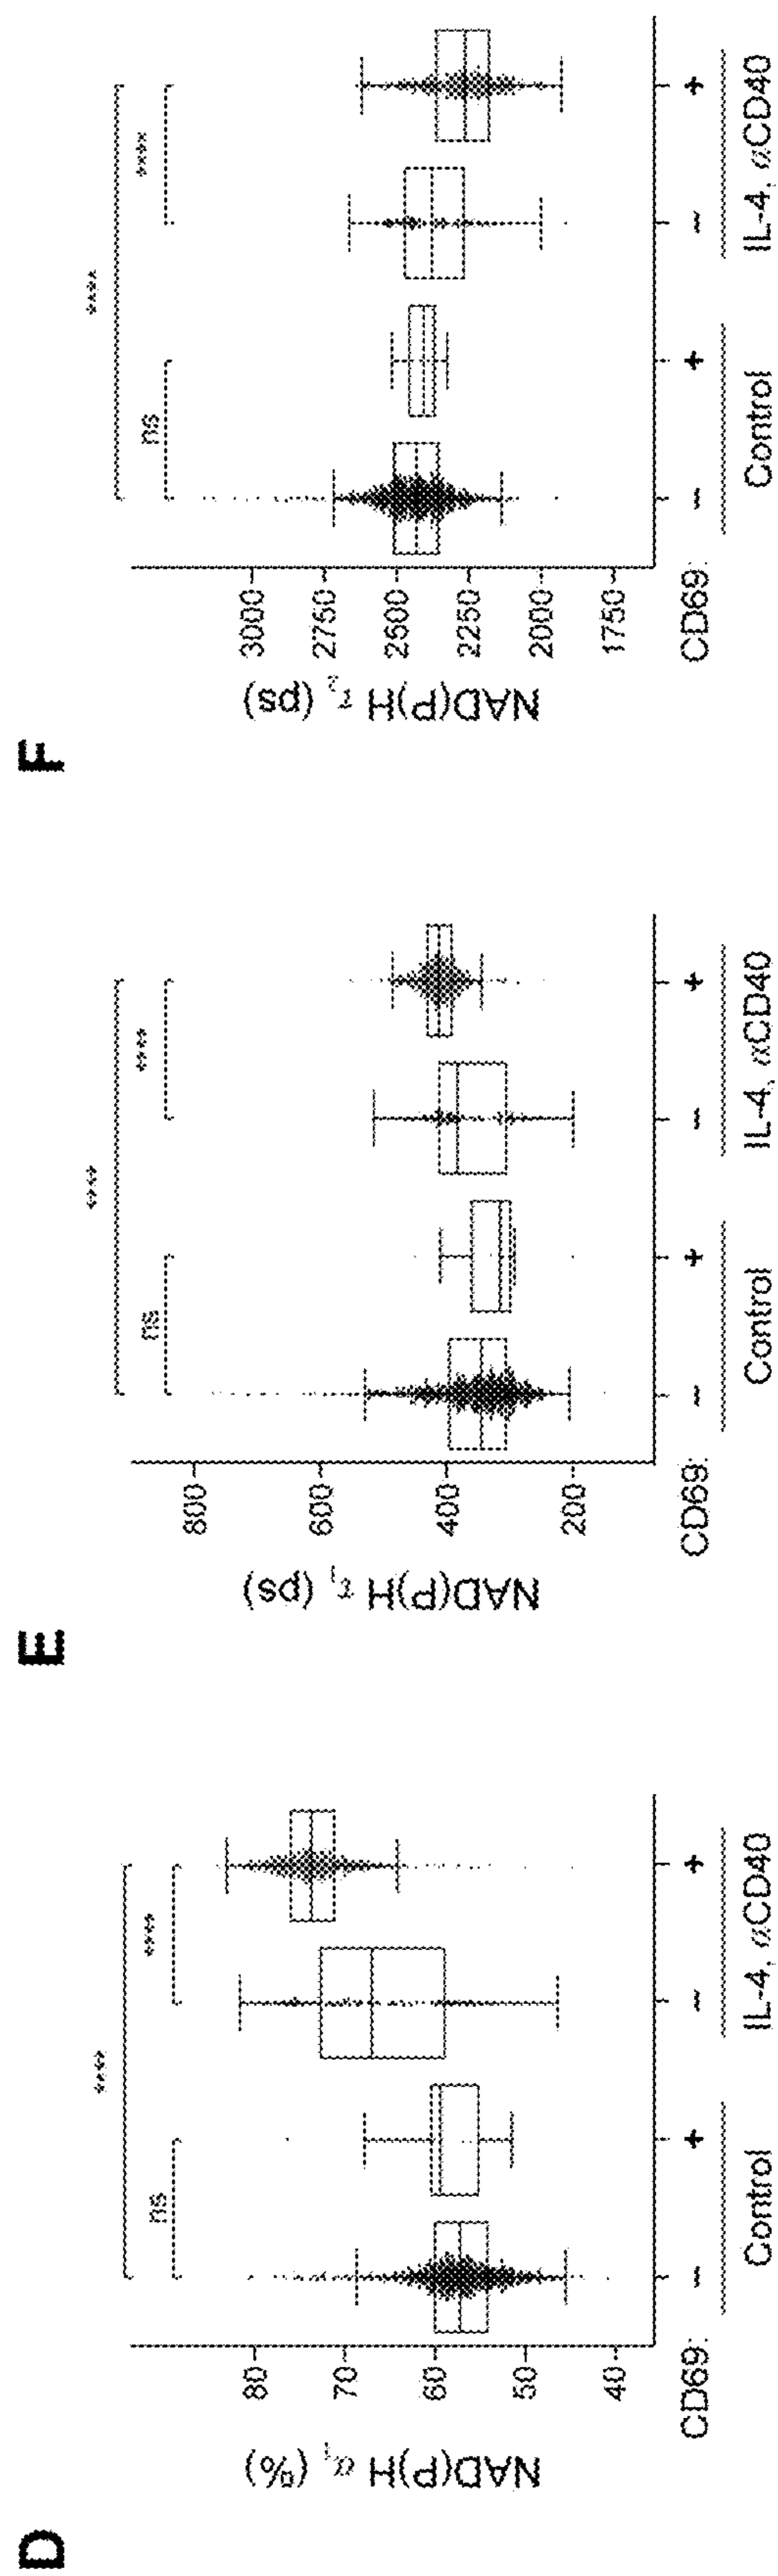 D
NAD(P)H α₁ (%)
80
70
60
50
40
ns
****
****
CD69:
− + − +
Control IL-4, αCD40
E
NAD(P)H τ₁ (ps)
800
600
400
200
ns
****
****
CD69:
− + − +
Control IL-4, αCD40
F
NAD(P)H τ₂ (ps)
3000
2750
2500
2250
2000
1750
ns
****
****
CD69:
− + − +
Control IL-4, αCD40